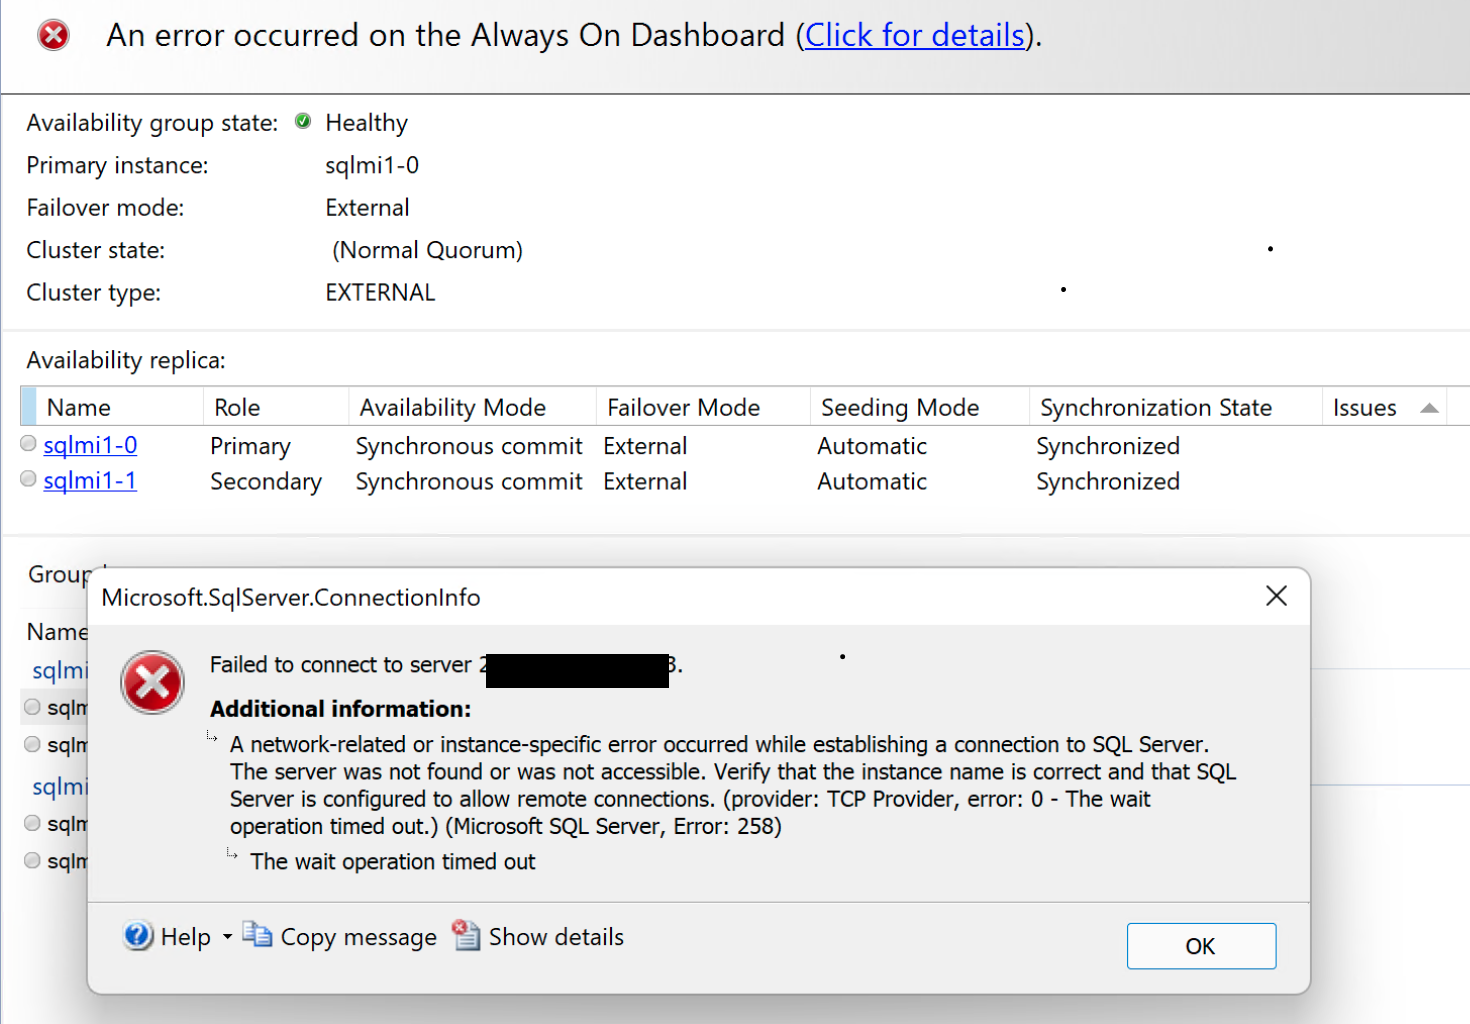 An error occurred on the Always On Dashboard (Click for details).
Availability group state: Healthy
Primary instance: sqlmi1-0
Failover mode: External
Cluster state: (Normal Quorum)
Cluster type: EXTERNAL
Availability replica:
Name Role Availability Mode Failover Mode Seeding Mode Synchronization State Issues
sqlmi1-0 Primary Synchronous commit External Automatic Synchronized
sqlmi1-1 Secondary Synchronous commit External Automatic Synchronized
Group
Microsoft.SqlServer.ConnectionInfo
Name
Failed to connect to server 2 3.
sqlmi
sqlm
Additional information:
sqlm
A network-related or instance-specific error occurred while establishing a connection to SQL Server.
The server was not found or was not accessible. Verify that the instance name is correct and that SQL
sqlmi
Server is configured to allow remote connections. (provider: TCP Provider, error: 0 - The wait
sqlm
operation timed out.) (Microsoft SQL Server, Error: 258)
sqlm
The wait operation timed out
Help Copy message Show details OK